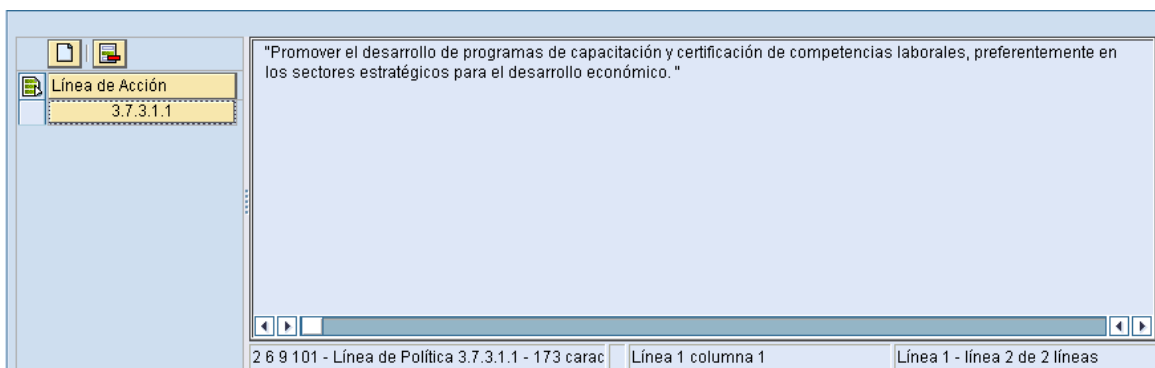 "Promover el desarrollo de programas de capacitación y certificación de competencias laborales, preferentemente en
los sectores estratégicos para el desarrollo económico. "
Línea de Acción
3.7.3.1.1
2 6 9 101 - Línea de Política 3.7.3.1.1 - 173 carac
Línea 1 columna 1
Línea 1 - línea 2 de 2 líneas